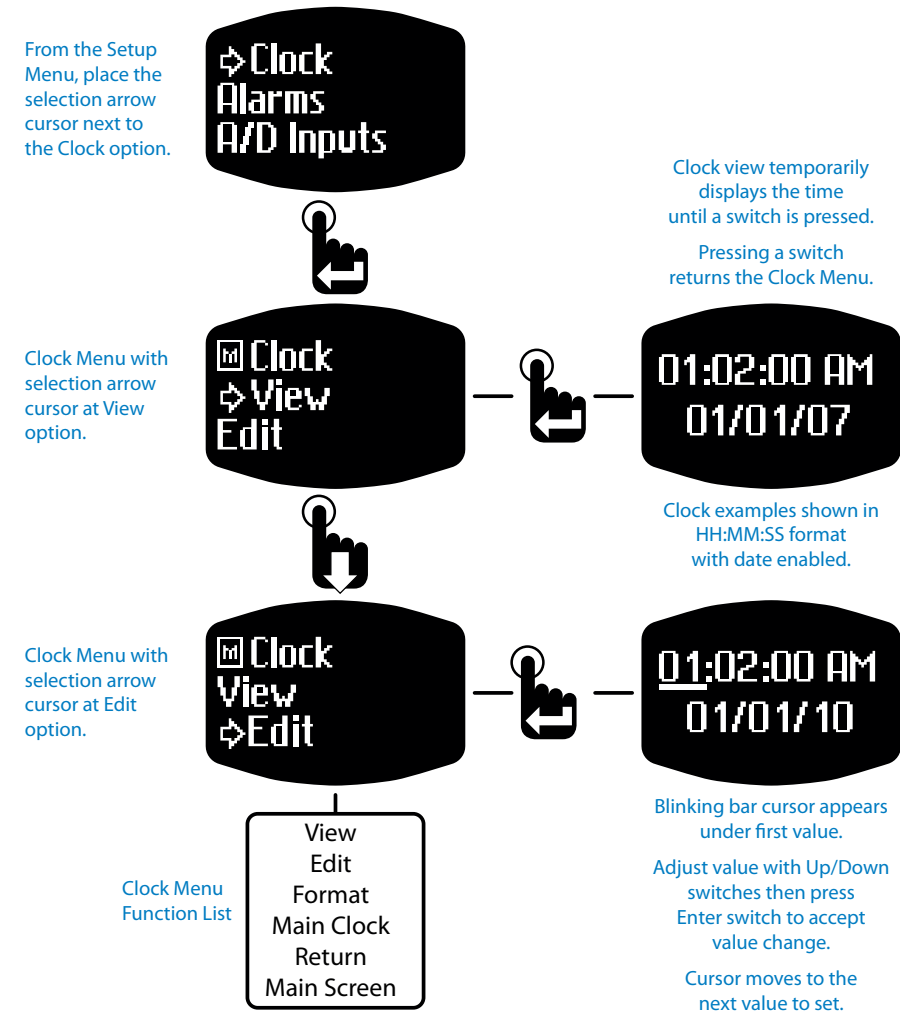 From the Setup
Menu, place the
selection arrow
cursor next to
the Clock option.
Clock
Alarms
A/D Inputs
Clock view temporarily
displays the time
until a switch is pressed.
Pressing a switch
returns the Clock Menu.
Clock Menu with
selection arrow
cursor at View
option.
M Clock
View
Edit
01:02:00 AM
01/01/07
Clock examples shown in
HH:MM:SS format
with date enabled.
Clock Menu with
selection arrow
cursor at Edit
option.
M Clock
View
Edit
01:02:00 AM
01/01/10
Blinking bar cursor appears
under first value.
Adjust value with Up/Down
switches then press
Enter switch to accept
value change.
Cursor moves to the
next value to set.
Clock Menu
Function List
View
Edit
Format
Main Clock
Return
Main Screen